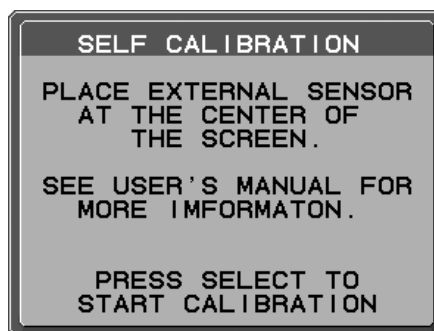 SELF CALIBRATION
PLACE EXTERNAL SENSOR
AT THE CENTER OF
THE SCREEN.
SEE USER'S MANUAL FOR
MORE IMFORMATON.
PRESS SELECT TO
START CALIBRATION